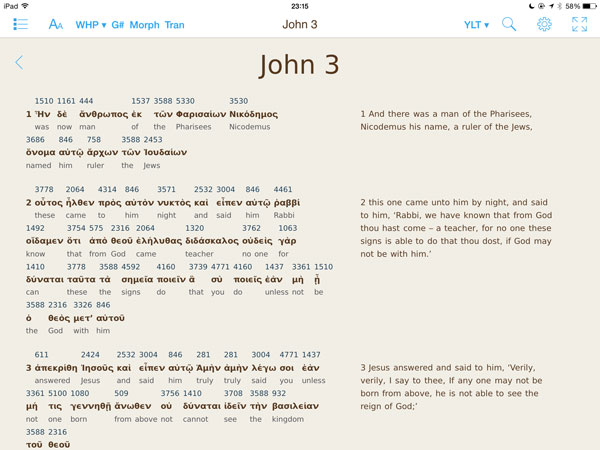 iPad 23:15 58%
AA WHP ▾ G# Morph Tran John 3 YLT ▾
John 3
1510 1161 444 1537 3588 5330 3530
1 Ἦν δὲ ἄνθρωπος ἐκ τῶν Φαρισαίων Νικόδημος
was now man of the Pharisees Nicodemus
3686 846 758 3588 2453
ὄνομα αὐτῷ ἄρχων τῶν Ἰουδαίων
named him ruler the Jews
1 And there was a man of the Pharisees,
Nicodemus his name, a ruler of the Jews,
3778 2064 4314 846 3571 2532 3004 846 4461
2 οὗτος ἦλθεν πρὸς αὐτὸν νυκτὸς καὶ εἶπεν αὐτῷ ῥαββί
these came to him night and said him Rabbi
1492 3754 575 2316 2064 1320 3762 1063
οἴδαμεν ὅτι ἀπὸ θεοῦ ἐλήλυθας διδάσκαλος οὐδεὶς γὰρ
know that from God came teacher no one for
1410 3778 3588 4592 4160 3739 4771 4160 1437 3361 1510
δύναται ταῦτα τὰ σημεῖα ποιεῖν ἃ σὺ ποιεῖς ἐὰν μὴ ᾖ
can these the signs do that you do unless not be
3588 2316 3326 846
ὁ θεὸς μετ’ αὐτοῦ
the God with him
2 this one came unto him by night, and said
to him, ‘Rabbi, we have known that from God
thou hast come – a teacher, for no one these
signs is able to do that thou dost, if God may
not be with him.’
611 2424 2532 3004 846 281 281 3004 4771 1437
3 ἀπεκρίθη Ἰησοῦς καὶ εἶπεν αὐτῷ Ἀμὴν ἀμὴν λέγω σοι ἐὰν
answered Jesus and said him truly truly said you unless
3361 5100 1080 509 3756 1410 3708 3588 932
μή τις γεννηθῇ ἄνωθεν οὐ δύναται ἰδεῖν τὴν βασιλείαν
not one born from above not cannot see the kingdom
3588 2316
τοῦ θεοῦ
3 Jesus answered and said to him, ‘Verily,
verily, I say to thee, If any one may not be
born from above, he is not able to see the
reign of God;’